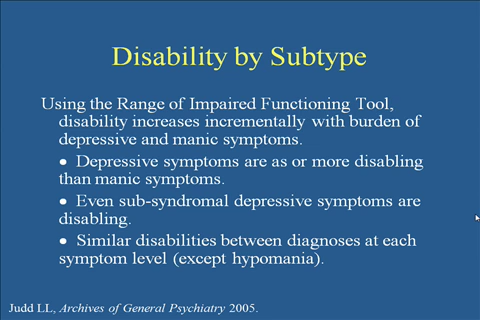 Disability by Subtype
Using the Range of Impaired Functioning Tool,
disability increases incrementally with burden of
depressive and manic symptoms.
● Depressive symptoms are as or more disabling
than manic symptoms.
● Even sub-syndromal depressive symptoms are
disabling.
● Similar disabilities between diagnoses at each
symptom level (except hypomania).
Judd LL, Archives of General Psychiatry 2005.